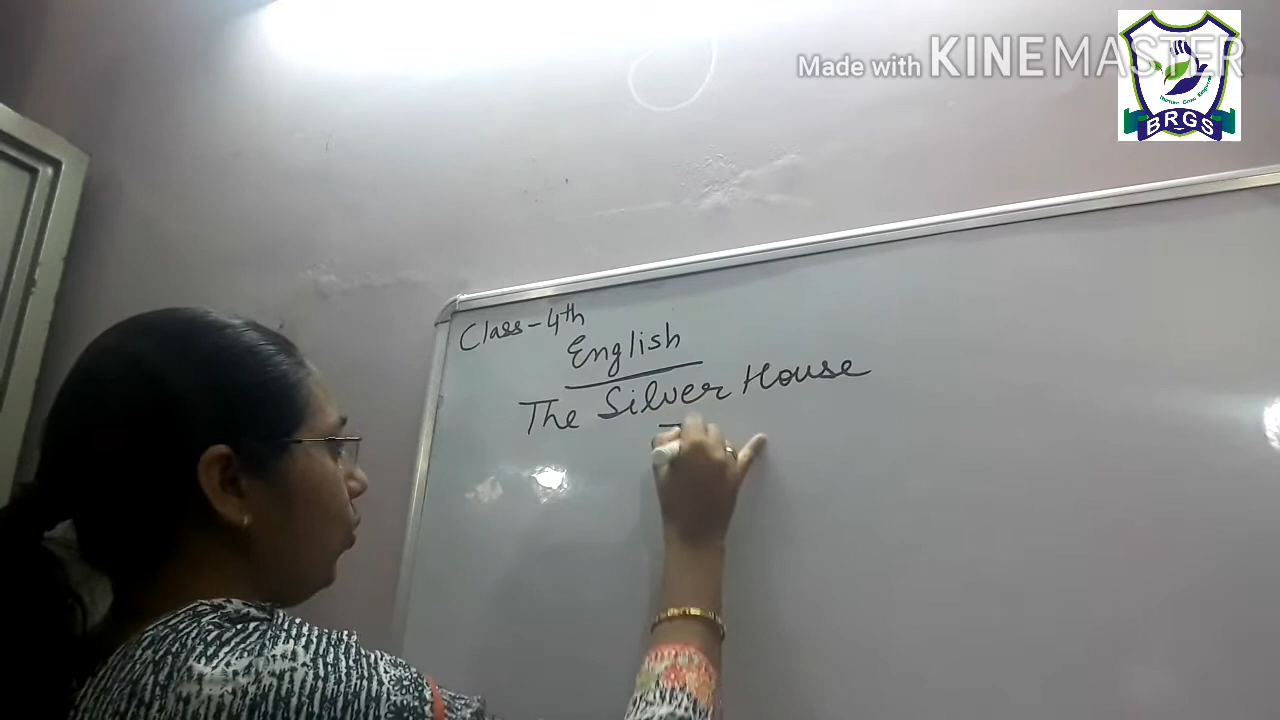 Made with KINEMASTER
BRGS
Class-4th
English
The Silver House